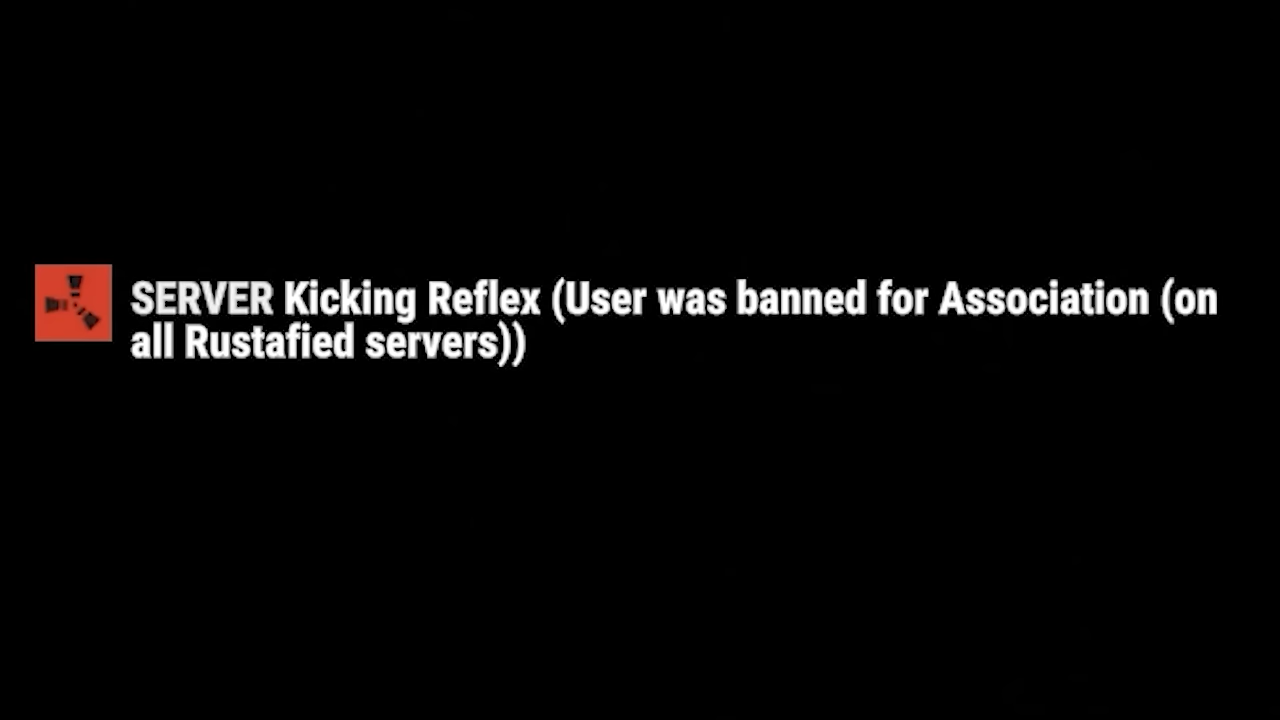 SERVER Kicking Reflex (User was banned for Association (on
all Rustafied servers))